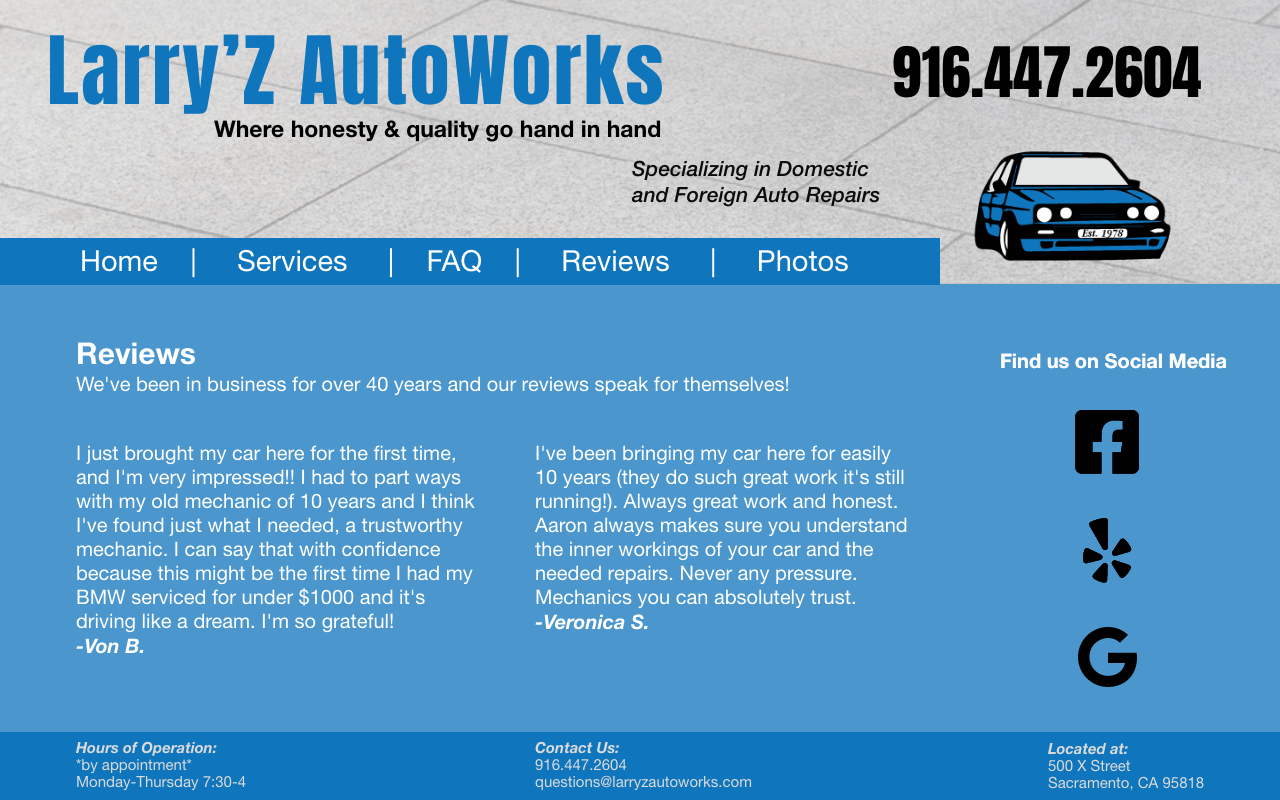 Larry’Z AutoWorks
916.447.2604
Where honesty & quality go hand in hand
Specializing in Domestic
and Foreign Auto Repairs
Est. 1978
Home | Services | FAQ | Reviews | Photos
Reviews
We've been in business for over 40 years and our reviews speak for themselves!
I just brought my car here for the first time,
and I'm very impressed!! I had to part ways
with my old mechanic of 10 years and I think
I've found just what I needed, a trustworthy
mechanic. I can say that with confidence
because this might be the first time I had my
BMW serviced for under $1000 and it's
driving like a dream. I'm so grateful!
-Von B.
I've been bringing my car here for easily
10 years (they do such great work it's still
running!). Always great work and honest.
Aaron always makes sure you understand
the inner workings of your car and the
needed repairs. Never any pressure.
Mechanics you can absolutely trust.
-Veronica S.
Find us on Social Media
Hours of Operation:
*by appointment*
Monday-Thursday 7:30-4
Contact Us:
916.447.2604
questions@larryzautoworks.com
Located at:
500 X Street
Sacramento, CA 95818